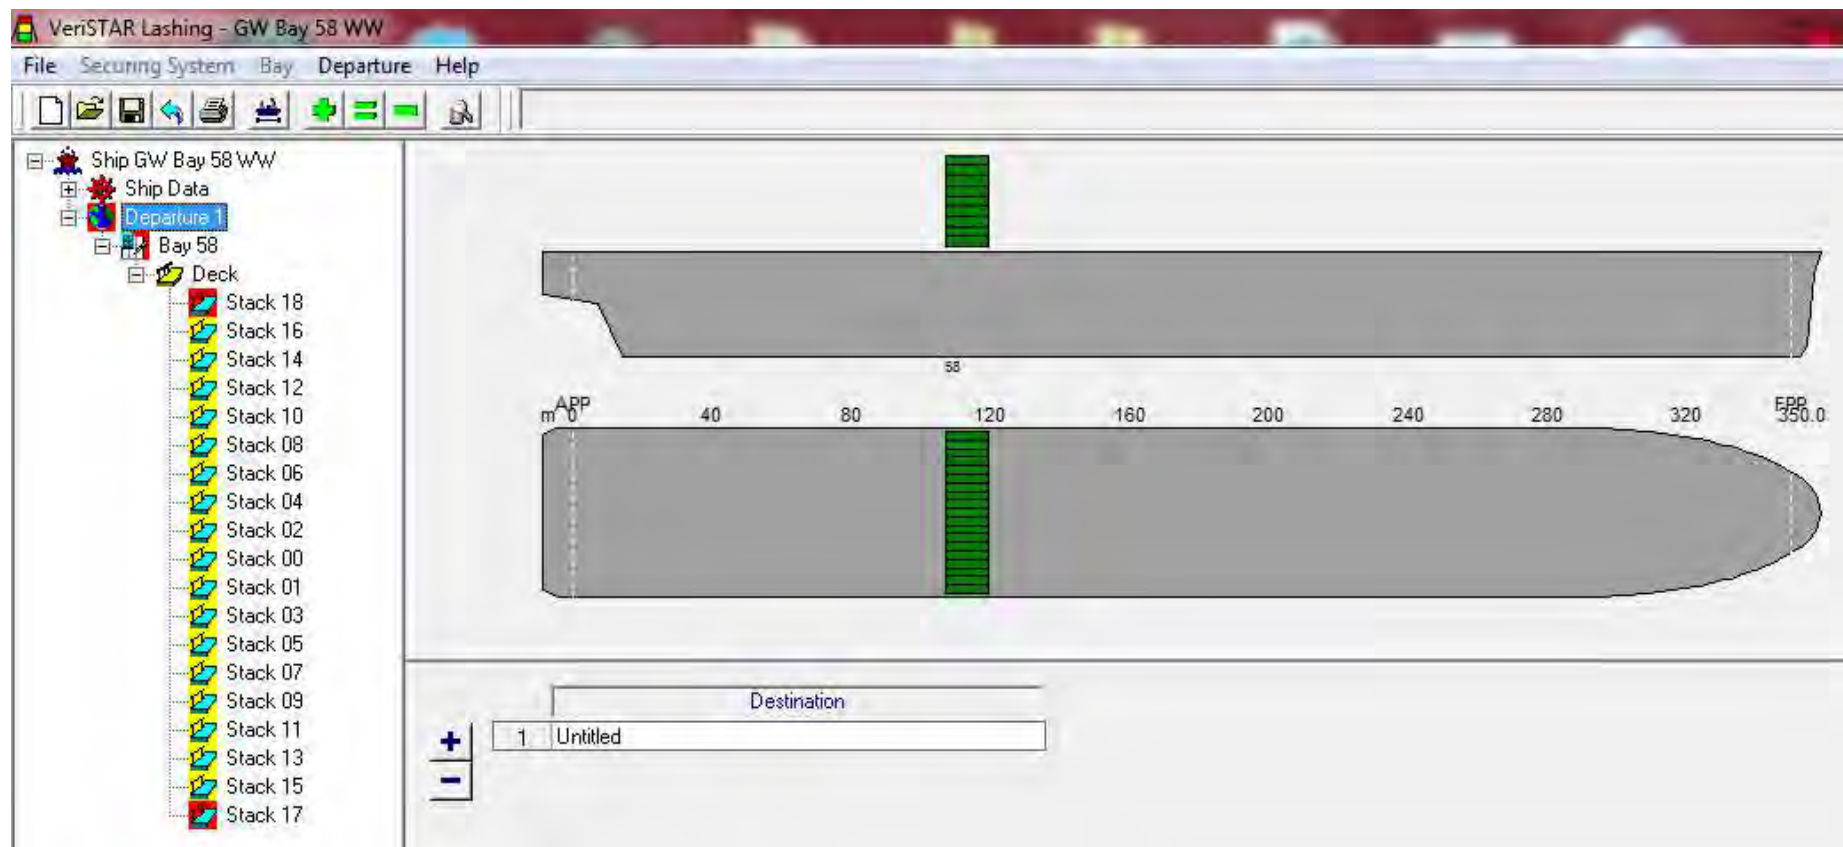 VeriSTAR Lashing - GW Bay 58 WW
File Securing System Bay Departure Help
Ship GW Bay 58 WW
Ship Data
Departure 1
Bay 58
Deck
Stack 18
Stack 16
Stack 14
Stack 12
Stack 10
Stack 08
Stack 06
Stack 04
Stack 02
Stack 00
Stack 01
Stack 03
Stack 05
Stack 07
Stack 09
Stack 11
Stack 13
Stack 15
Stack 17
58
APP FPP
m 0 40 80 120 160 200 240 280 320 350.0
Destination
1 Untitled